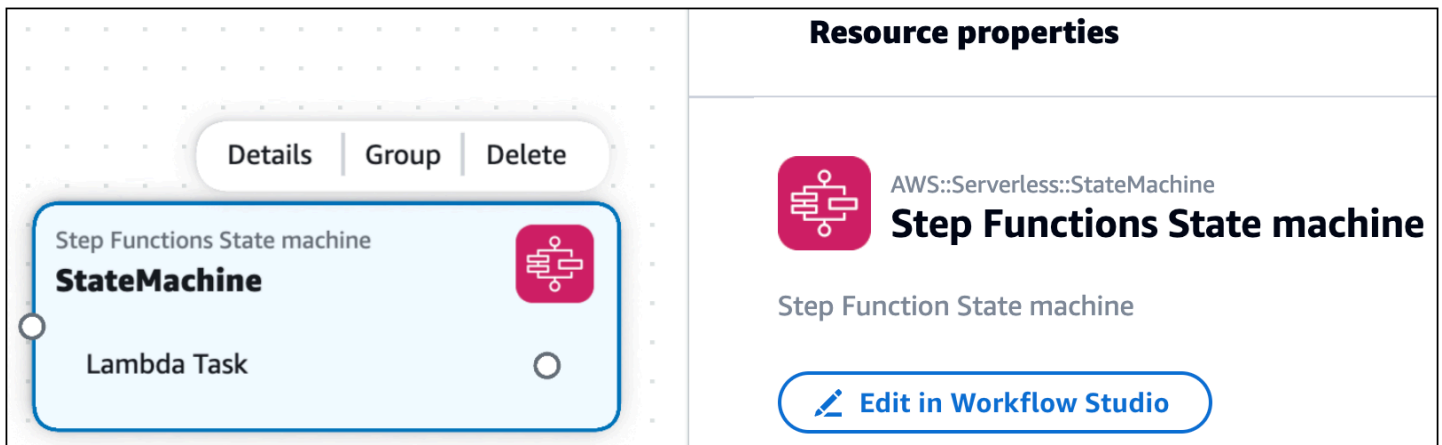 Details
Group
Delete
Step Functions State machine
StateMachine
Lambda Task
Resource properties
AWS::Serverless::StateMachine
Step Functions State machine
Step Function State machine
Edit in Workflow Studio